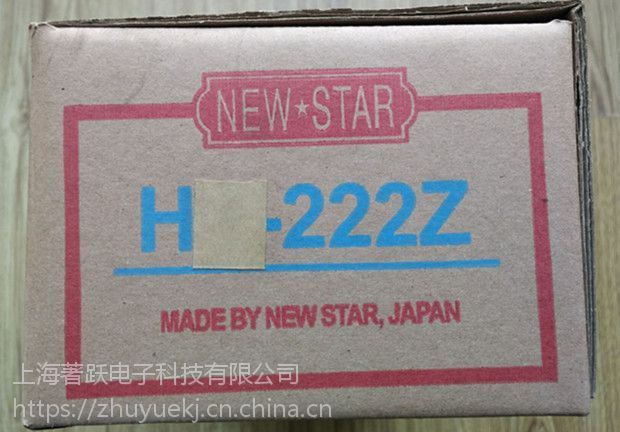 NEW★STAR
H -222Z
MADE BY NEW STAR, JAPAN
上海著跃电子科技有限公司
https://zhuyuekj.cn.china.cn